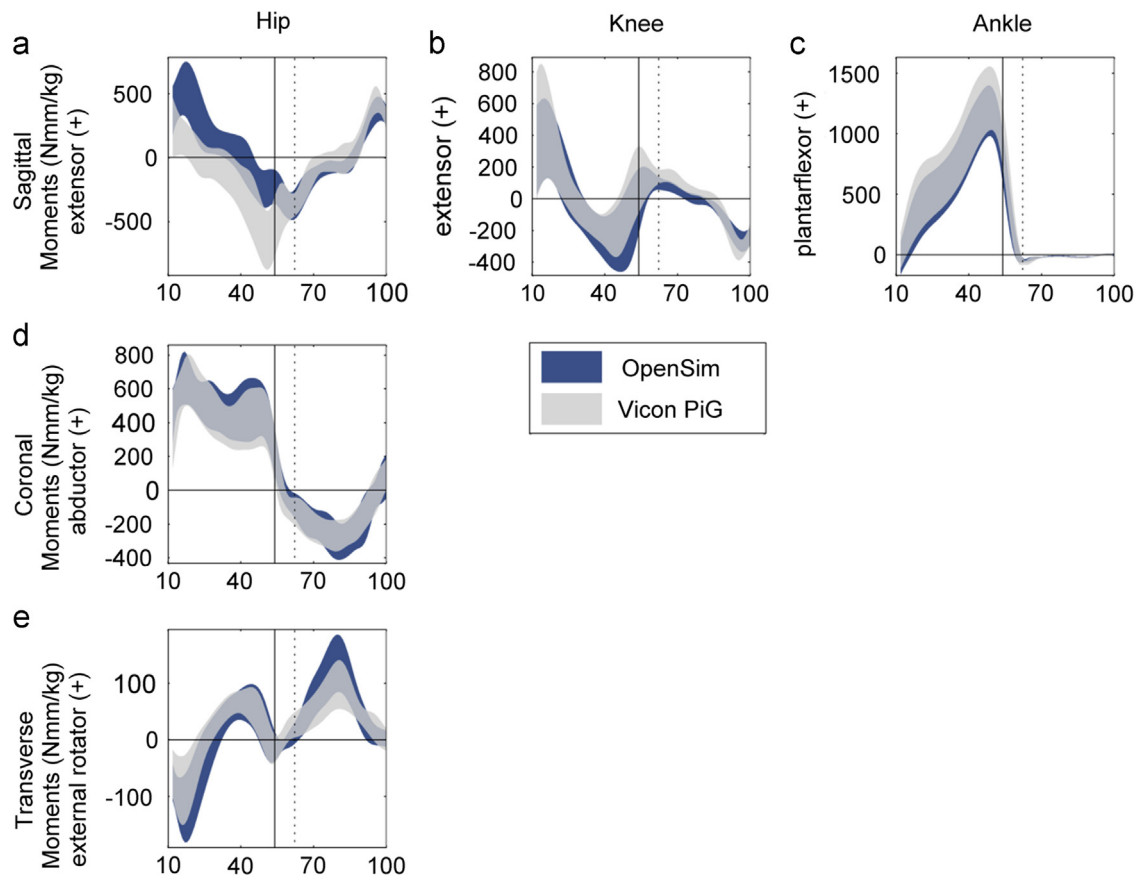 Hip
Knee
Ankle
a
b
c
Sagittal
Moments (Nmm/kg)
extensor (+)
500
0
-500
10 40 70 100
extensor (+)
800
600
400
200
0
-200
-400
10 40 70 100
plantarflexor (+)
1500
1000
500
0
10 40 70 100
d
Coronal
Moments (Nmm/kg)
abductor (+)
800
600
400
200
0
-200
-400
10 40 70 100
OpenSim
Vicon PiG
e
Transverse
Moments (Nmm/kg)
external rotator (+)
100
0
-100
10 40 70 100